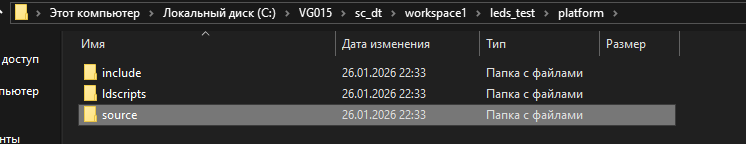 Этот компьютер > Локальный диск (C:) > VG015 > sc_dt > workspace1 > leds_test > platform >
Имя Дата изменения Тип Размер
доступ
include 26.01.2026 22:33 Папка с файлами
ldscripts 26.01.2026 22:33 Папка с файлами
пьютер
source 26.01.2026 22:33 Папка с файлами
нты